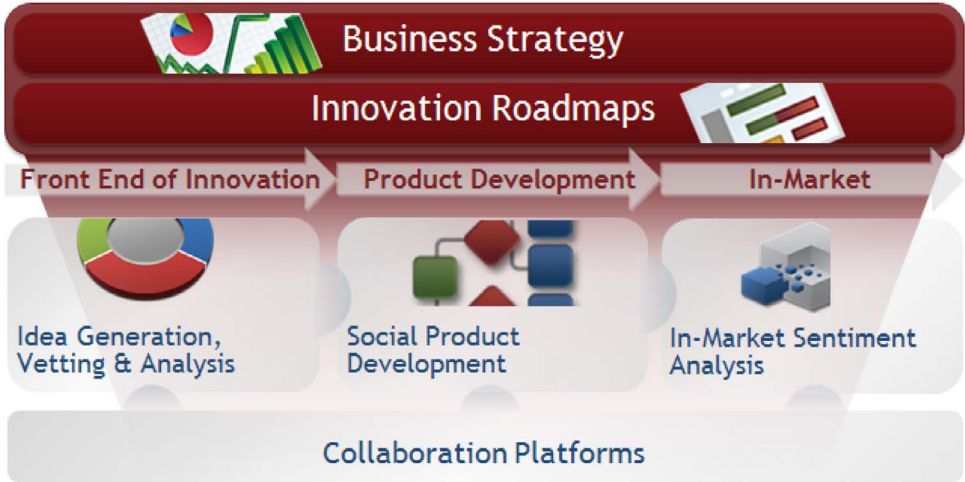 Business Strategy
Innovation Roadmaps
Front End of Innovation
Product Development
In-Market
Idea Generation,
Vetting & Analysis
Social Product
Development
In-Market Sentiment
Analysis
Collaboration Platforms